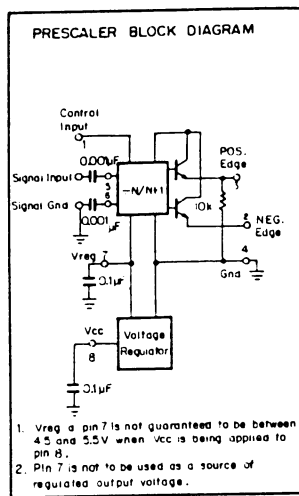 PRESCALER BLOCK DIAGRAM
Control
Input
1
0.001µF
Signal Input
5
÷N/N+1
POS.
Edge
3
6
Signal Gnd
0.001
µF
10k
2 NEG.
Edge
Vreg 7
4
Gnd
0.1µF
Vcc
8
Voltage
Regulator
0.1µF
1. Vreg a pin 7 is not guaranteed to be between
4.5 and 5.5V when Vcc is being applied to
pin 8.
2. Pin 7 is not to be used as a source of
regulated output voltage.